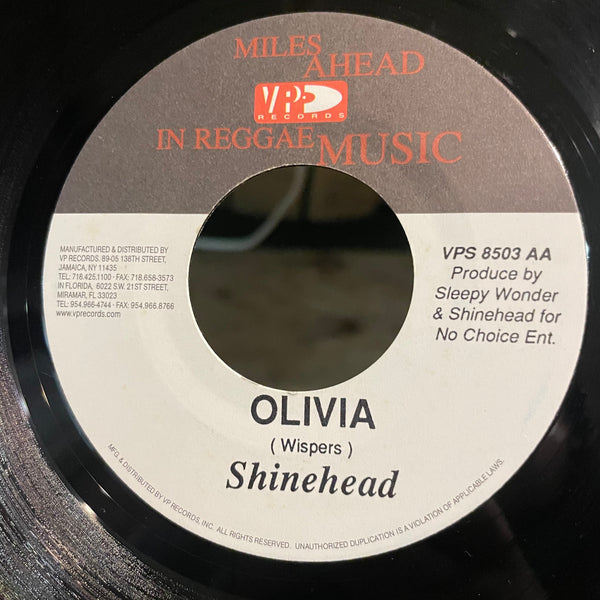 MILES
AHEAD
VP
RECORDS
IN REGGAE MUSIC
MANUFACTURED & DISTRIBUTED BY
VP RECORDS. 89-05 138TH STREET,
JAMAICA, NY 11435
TEL: 718.425.1100 · FAX: 718.658-3573
IN FLORIDA, 6022 S.W. 21ST STREET,
MIRAMAR, FL 33023
TEL: 954.966-4744 · FAX: 954.966.8766
www.vprecords.com
VPS 8503 AA
Produce by
Sleepy Wonder
& Shinehead for
No Choice Ent.
OLIVIA
( Wispers )
Shinehead
MFG. & DISTRIBUTED BY VP RECORDS, INC. ALL RIGHTS RESERVED. UNAUTHORIZED DUPLICATION IS A VIOLATION OF APPLICABLE LAWS.